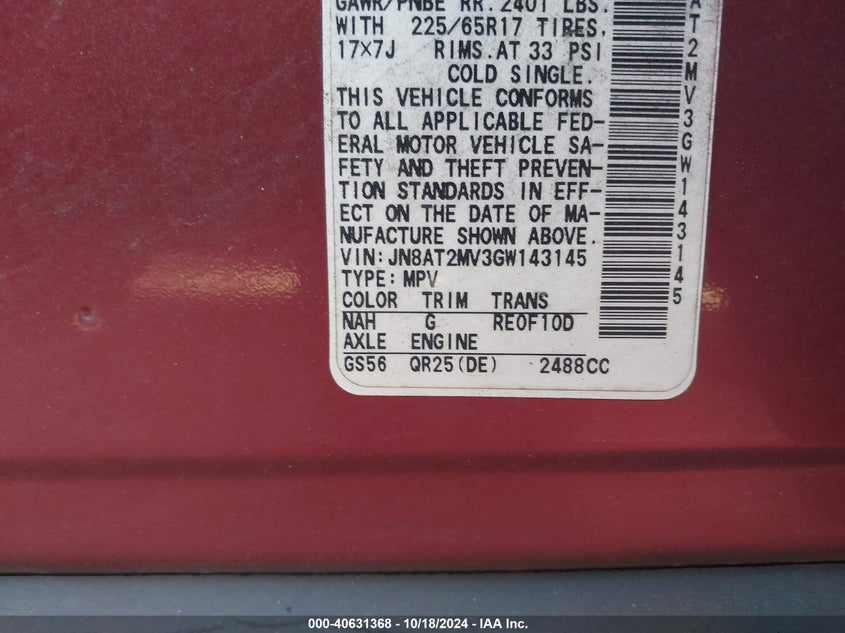 GAWR/PNBE RR.2401 LBS.
WITH 225/65R17 TIRES,
17×7J RIMS.AT 33 PSI
COLD SINGLE.
THIS VEHICLE CONFORMS
TO ALL APPLICABLE FED-
ERAL MOTOR VEHICLE SA-
FETY AND THEFT PREVEN-
TION STANDARDS IN EFF-
ECT ON THE DATE OF MA-
NUFACTURE SHOWN ABOVE.
VIN:JN8AT2MV3GW143145
TYPE:MPV
COLOR TRIM TRANS
NAH G RE0F10D
AXLE ENGINE
GS56 QR25(DE) 2488CC
AT2MV3GW143145
000-40631368 - 10/18/2024 - IAA Inc.